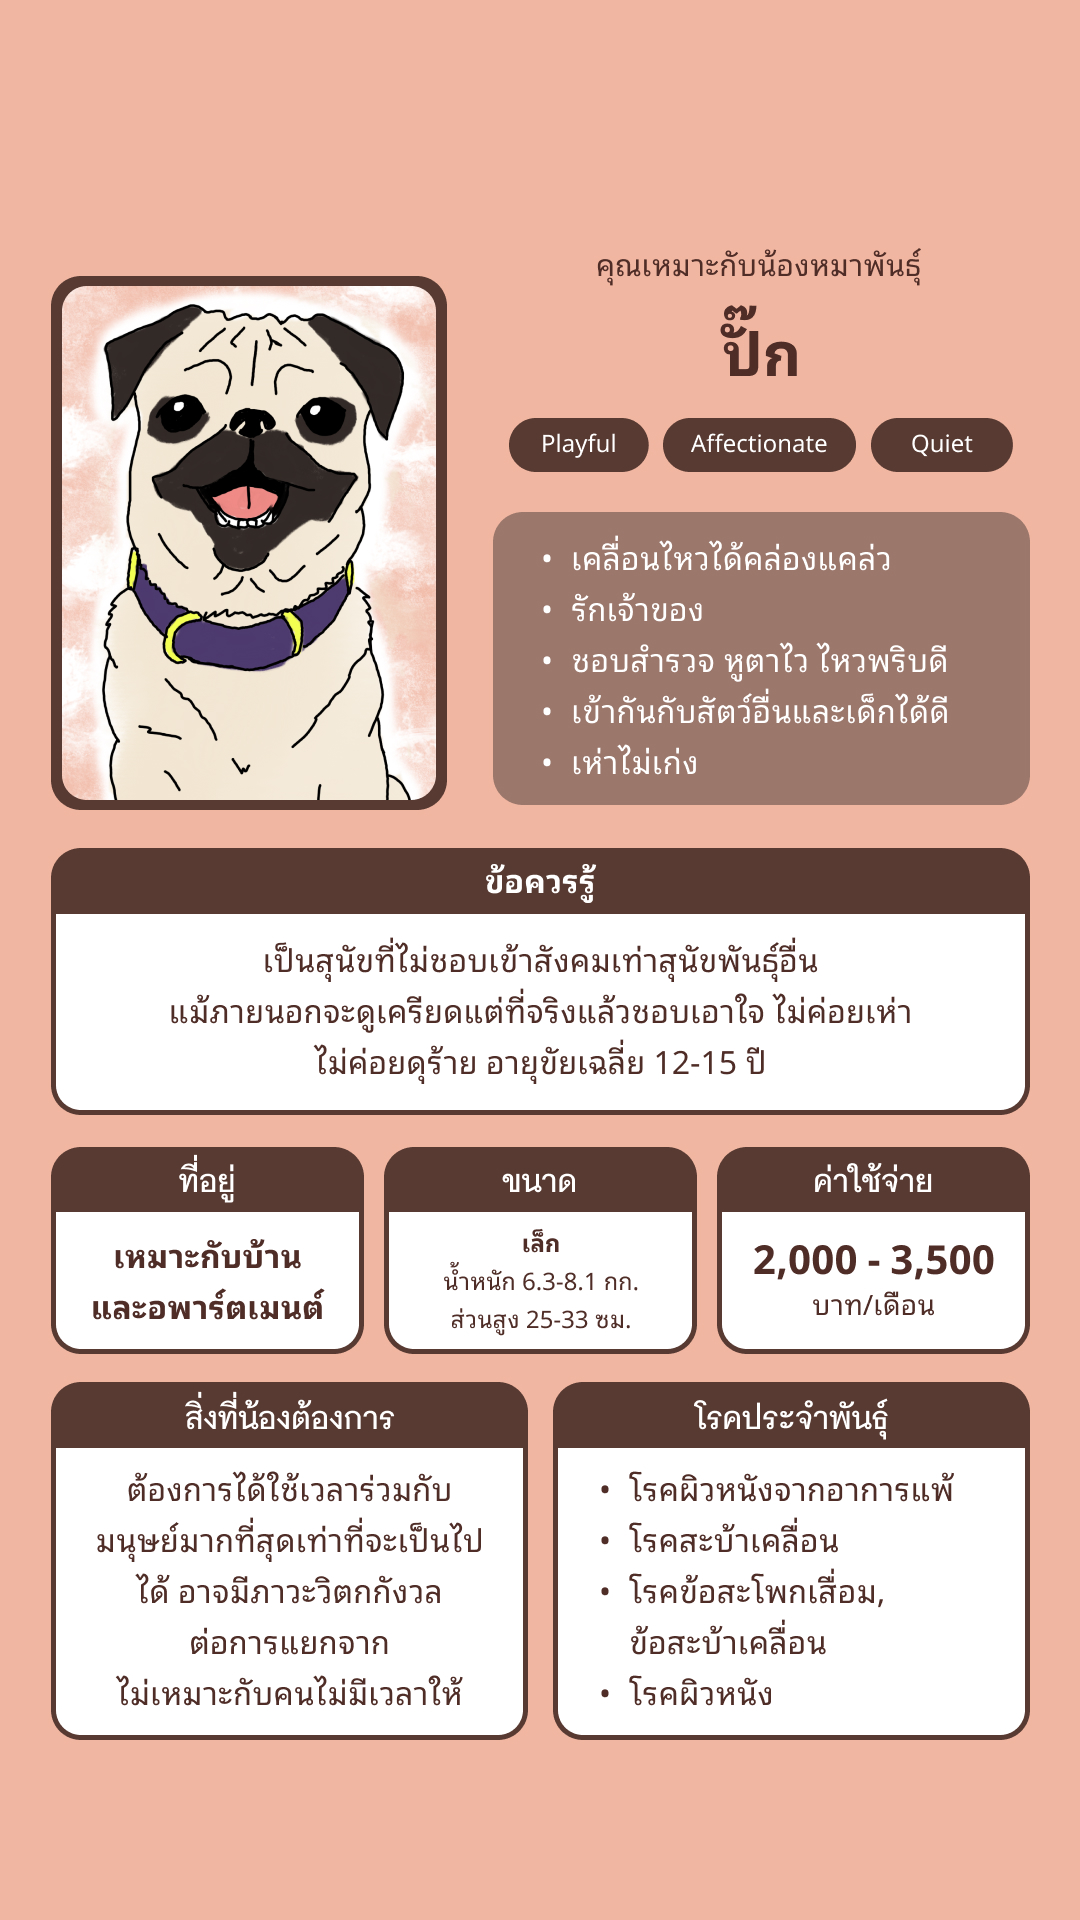 คุณเหมาะกับน้องหมาพันธุ์
ปั๊ก
Playful
Affectionate
Quiet
• เคลื่อนไหวได้คล่องแคล่ว
• รักเจ้าของ
• ชอบสำรวจ หูตาไว ไหวพริบดี
• เข้ากันกับสัตว์อื่นและเด็กได้ดี
• เห่าไม่เก่ง
ข้อควรรู้
เป็นสุนัขที่ไม่ชอบเข้าสังคมเท่าสุนัขพันธุ์อื่น
แม้ภายนอกจะดูเครียดแต่ที่จริงแล้วชอบเอาใจ ไม่ค่อยเห่า
ไม่ค่อยดุร้าย อายุขัยเฉลี่ย 12-15 ปี
ที่อยู่
เหมาะกับบ้าน
และอพาร์ตเมนต์
ขนาด
เล็ก
น้ำหนัก 6.3-8.1 กก.
ส่วนสูง 25-33 ซม.
ค่าใช้จ่าย
2,000 - 3,500
บาท/เดือน
สิ่งที่น้องต้องการ
ต้องการได้ใช้เวลาร่วมกับ
มนุษย์มากที่สุดเท่าที่จะเป็นไป
ได้ อาจมีภาวะวิตกกังวล
ต่อการแยกจาก
ไม่เหมาะกับคนไม่มีเวลาให้
โรคประจำพันธุ์
• โรคผิวหนังจากอาการแพ้
• โรคสะบ้าเคลื่อน
• โรคข้อสะโพกเสื่อม,
ข้อสะบ้าเคลื่อน
• โรคผิวหนัง